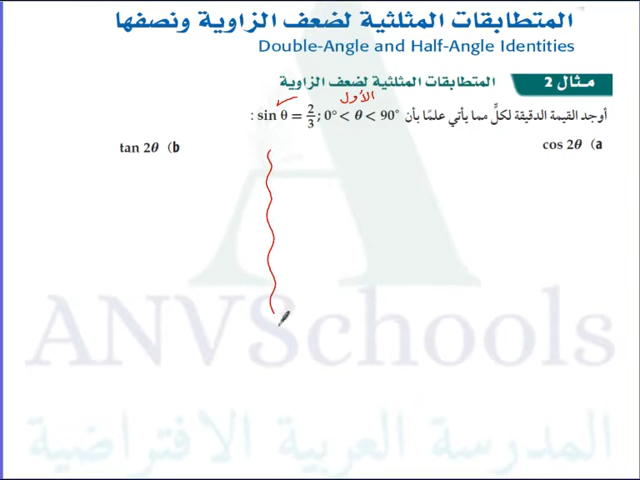 المتطابقات المثلثية لضعف الزاوية ونصفها
Double-Angle and Half-Angle Identities
مثال 2 المتطابقات المثلثية لضعف الزاوية
الأول
أوجد القيمة الدقيقة لكلٍّ مما يأتي علمًا بأن sin θ = 2/3 ; 0° < θ < 90° :
a) cos 2θ
b) tan 2θ
ANVSchools
المدرسة العربية الافتراضية